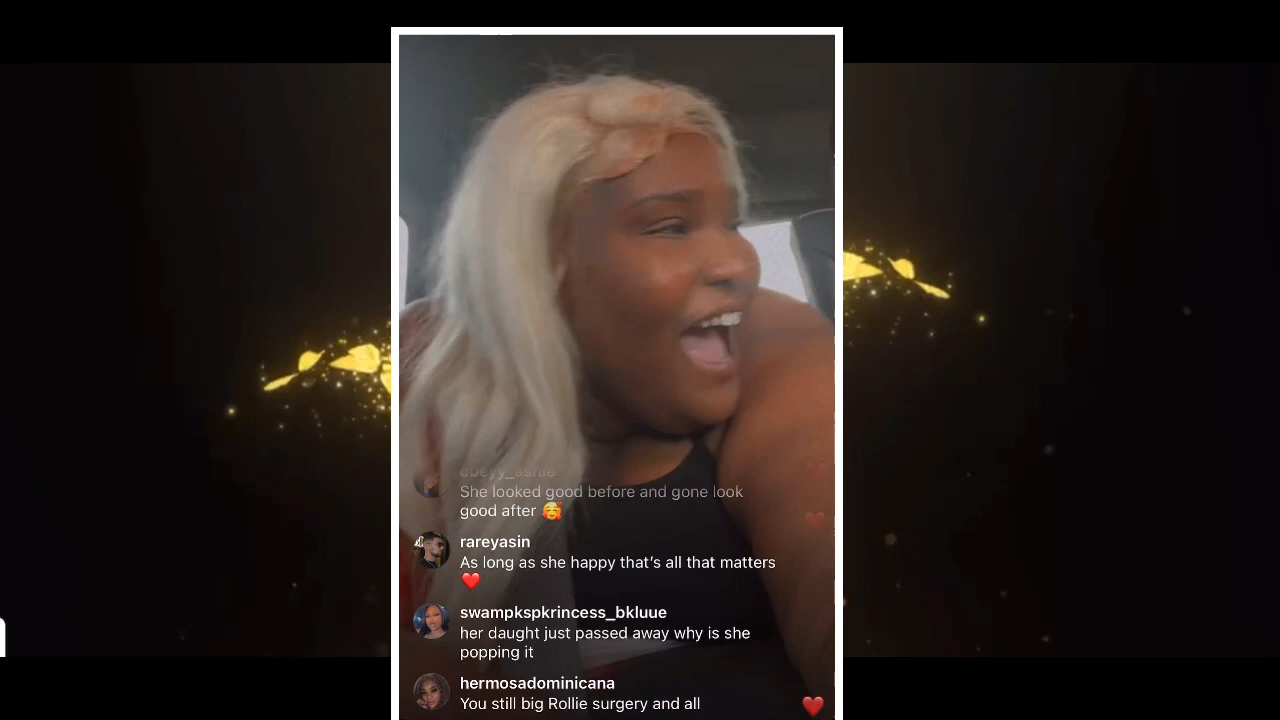 obeyy_ashie
She looked good before and gone look
good after 🥰
rareyasin
As long as she happy that's all that matters
❤️
swampkspkrincess_bkluue
her daught just passed away why is she
popping it
hermosadominicana
You still big Rollie surgery and all